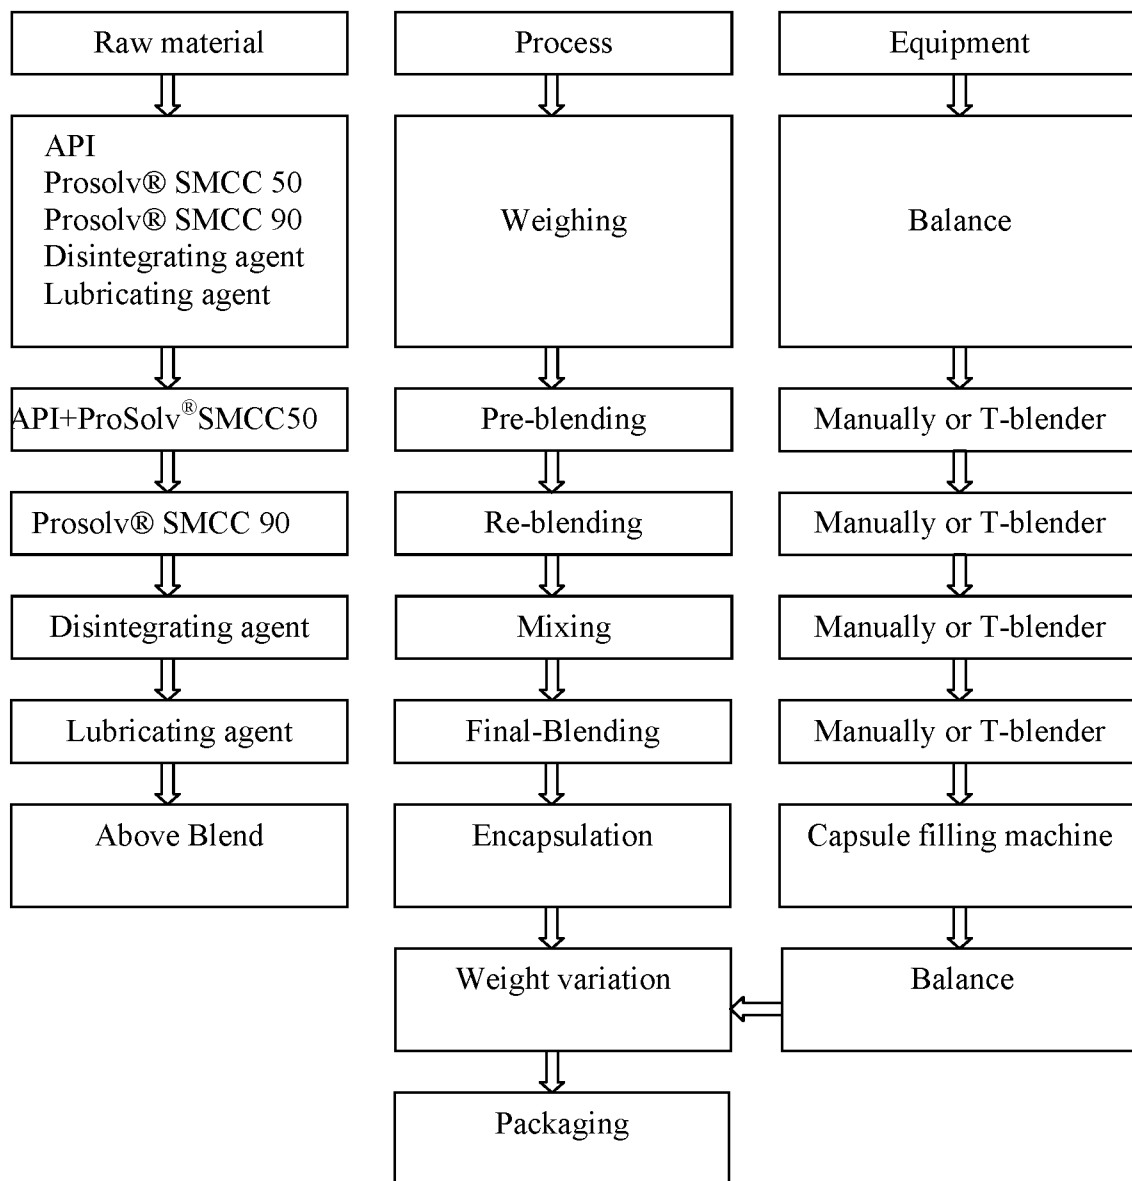 Raw material
Process
Equipment
API
Prosolv® SMCC 50
Prosolv® SMCC 90
Disintegrating agent
Lubricating agent
Weighing
Balance
API+ProSolv®SMCC50
Pre-blending
Manually or T-blender
Prosolv® SMCC 90
Re-blending
Manually or T-blender
Disintegrating agent
Mixing
Manually or T-blender
Lubricating agent
Final-Blending
Manually or T-blender
Above Blend
Encapsulation
Capsule filling machine
Weight variation
Balance
Packaging